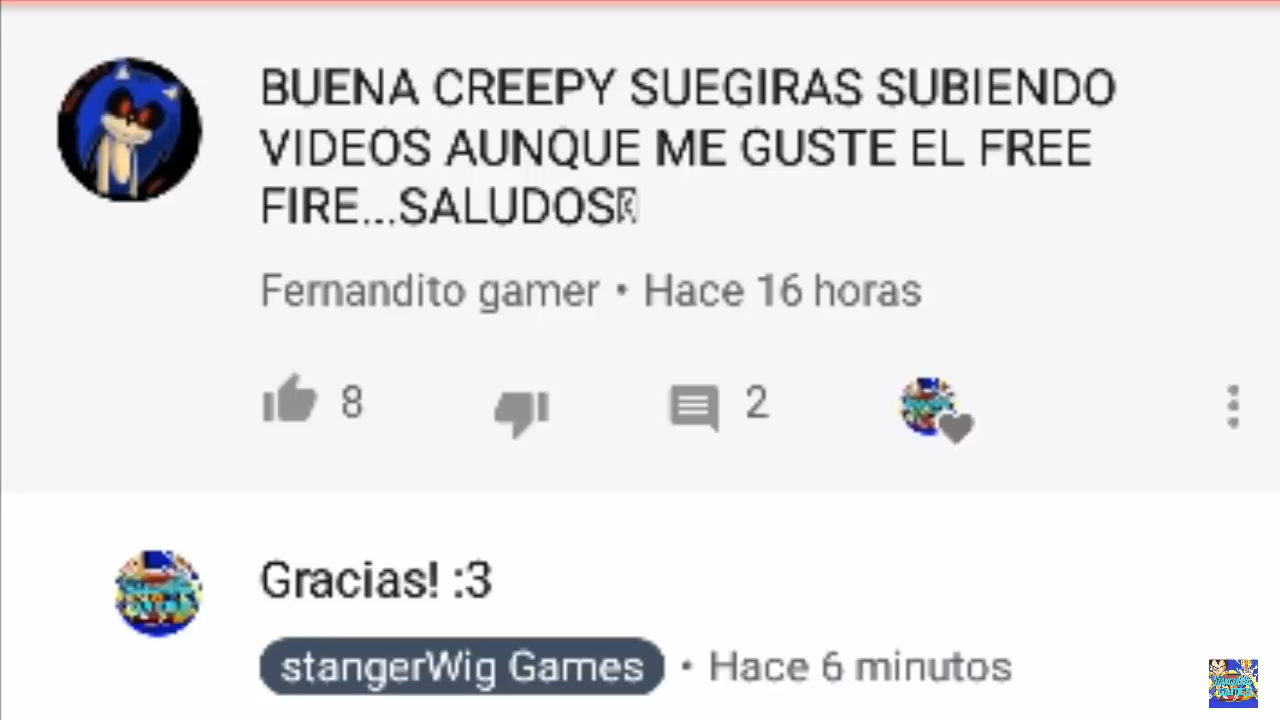 BUENA CREEPY SUEGIRAS SUBIENDO
VIDEOS AUNQUE ME GUSTE EL FREE
FIRE...SALUDOS
Fernandito gamer • Hace 16 horas
8
2
Gracias! :3
stangerWig Games • Hace 6 minutos